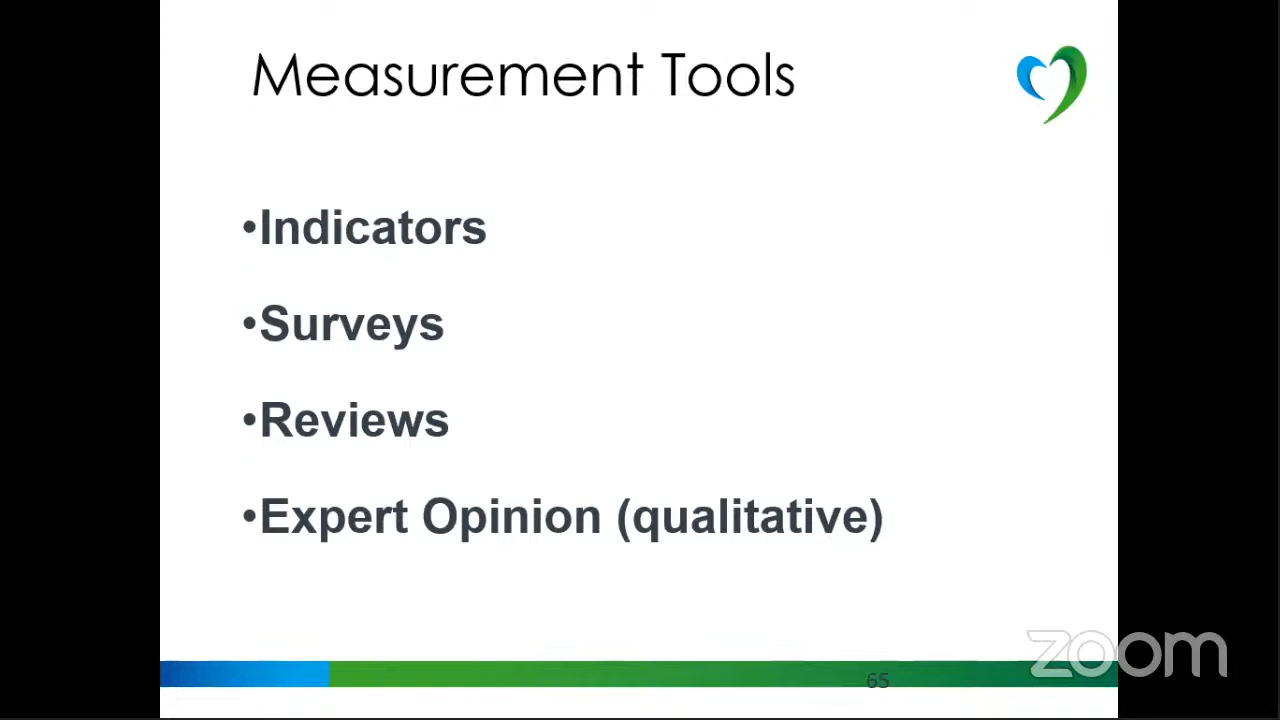 Measurement Tools
•Indicators
•Surveys
•Reviews
•Expert Opinion (qualitative)
65
zoom